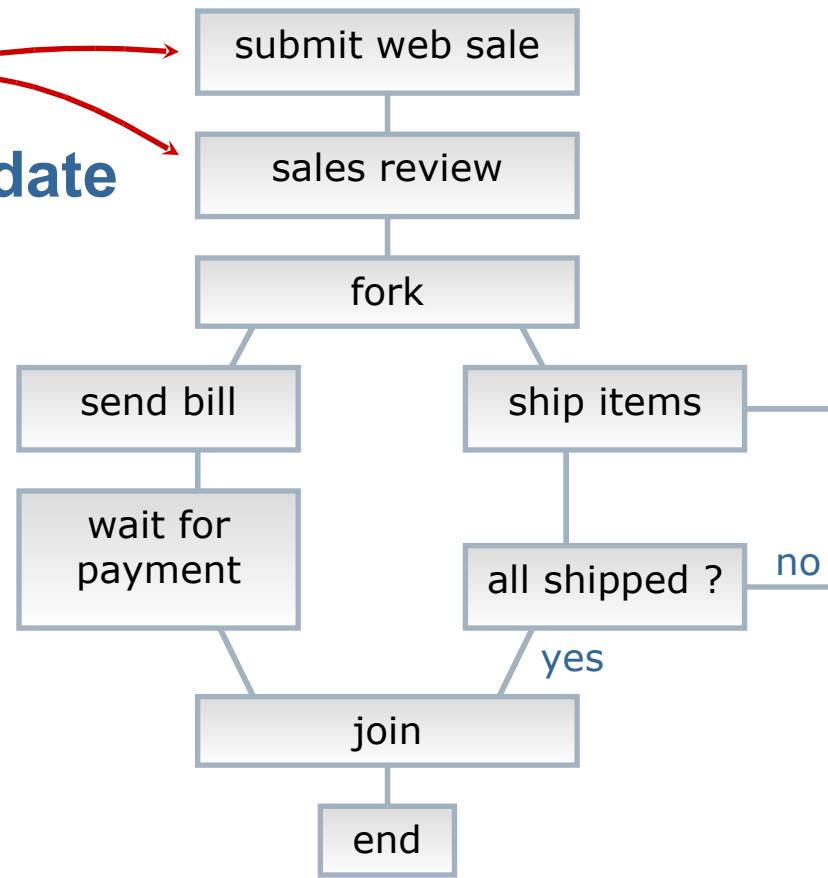 submit web sale
sales review
date
fork
send bill
ship items
wait for
payment
all shipped ?
no
yes
join
end